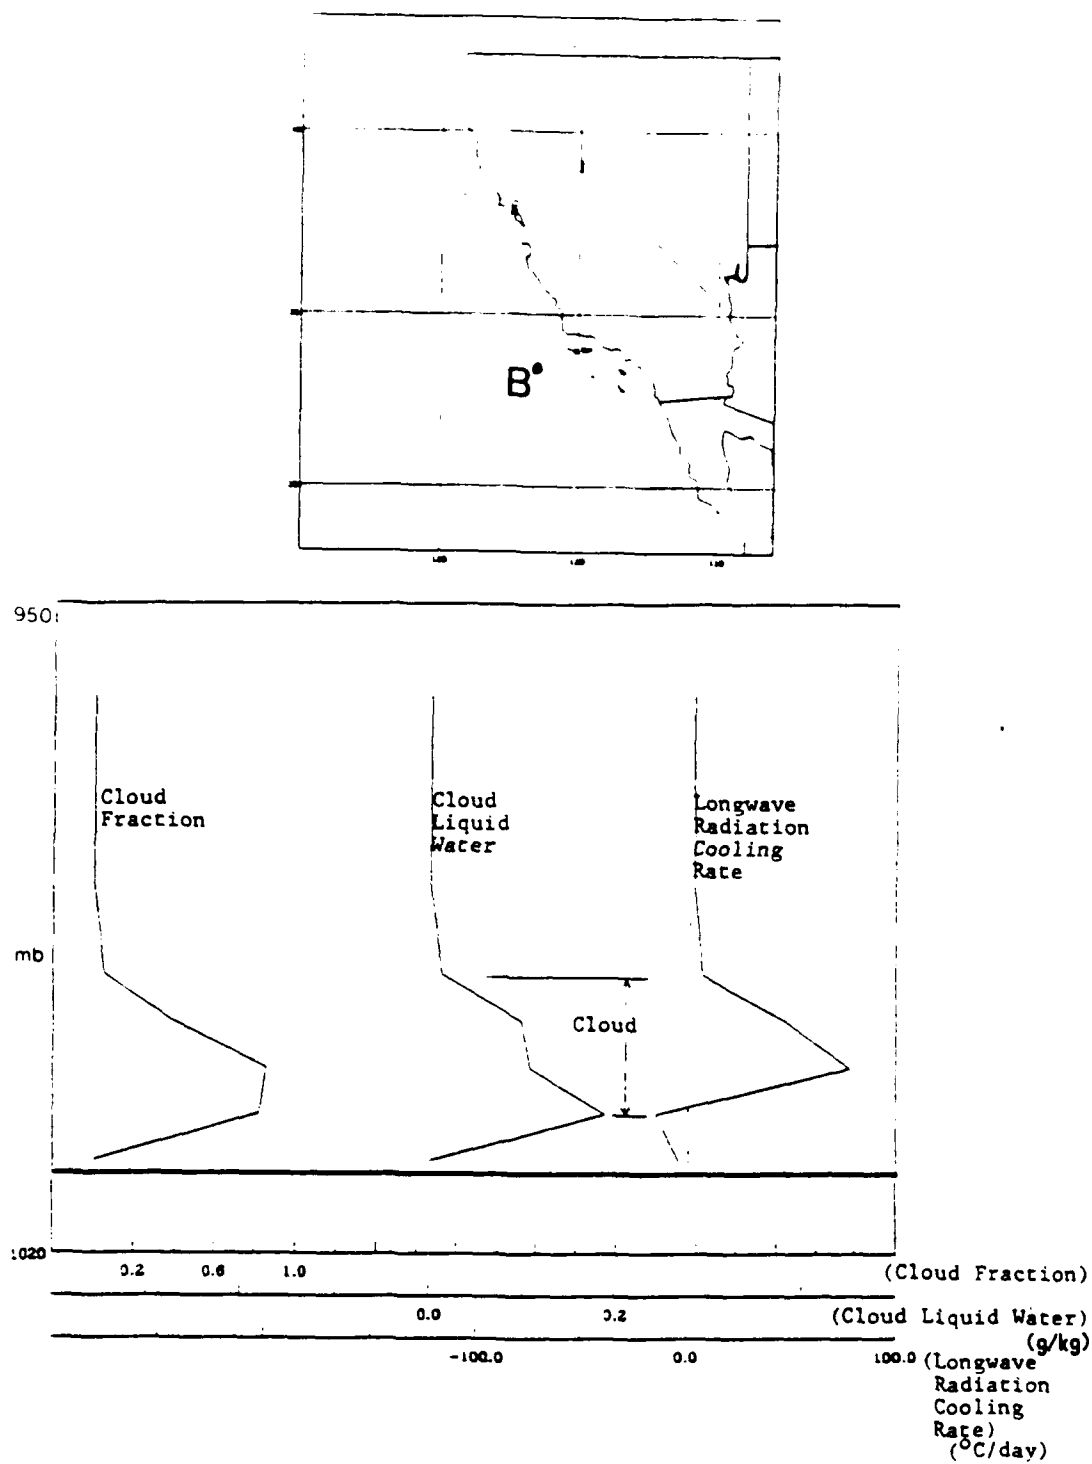 B
950
Cloud
Fraction
Cloud
Liquid
Water
Longwave
Radiation
Cooling
Rate
mb
Cloud
1020
0.2 0.6 1.0 (Cloud Fraction)
0.0 0.2 (Cloud Liquid Water)
(g/kg)
-100.0 0.0 100.0 (Longwave
Radiation
Cooling
Rate)
(°C/day)